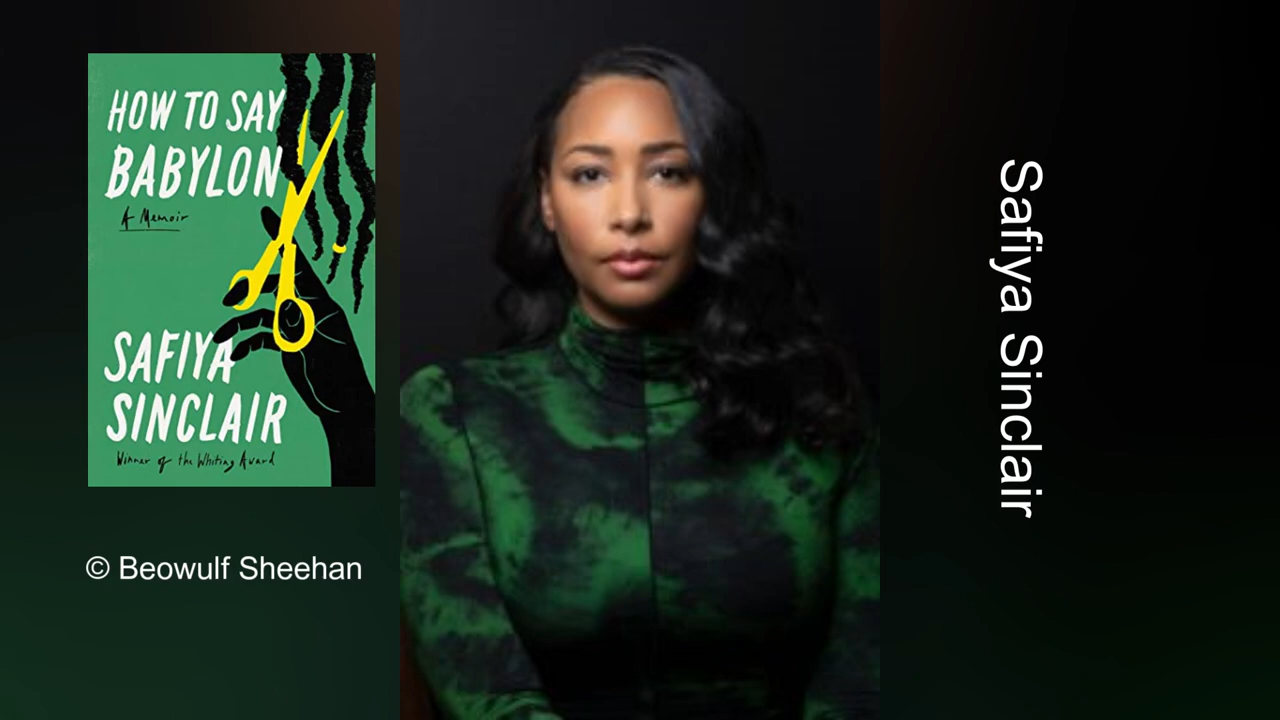 HOW TO SAY
BABYLON
A Memoir
SAFIYA
SINCLAIR
Winner of the Whiting Award
© Beowulf Sheehan
Safiya Sinclair